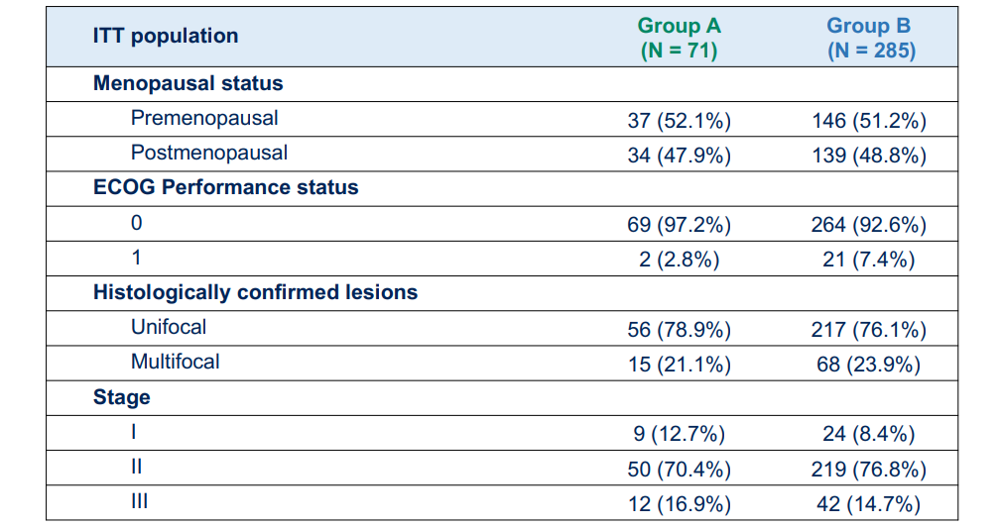 ITT population Group A (N = 71) Group B (N = 285)
Menopausal status
Premenopausal 37 (52.1%) 146 (51.2%)
Postmenopausal 34 (47.9%) 139 (48.8%)
ECOG Performance status
0 69 (97.2%) 264 (92.6%)
1 2 (2.8%) 21 (7.4%)
Histologically confirmed lesions
Unifocal 56 (78.9%) 217 (76.1%)
Multifocal 15 (21.1%) 68 (23.9%)
Stage
I 9 (12.7%) 24 (8.4%)
II 50 (70.4%) 219 (76.8%)
III 12 (16.9%) 42 (14.7%)